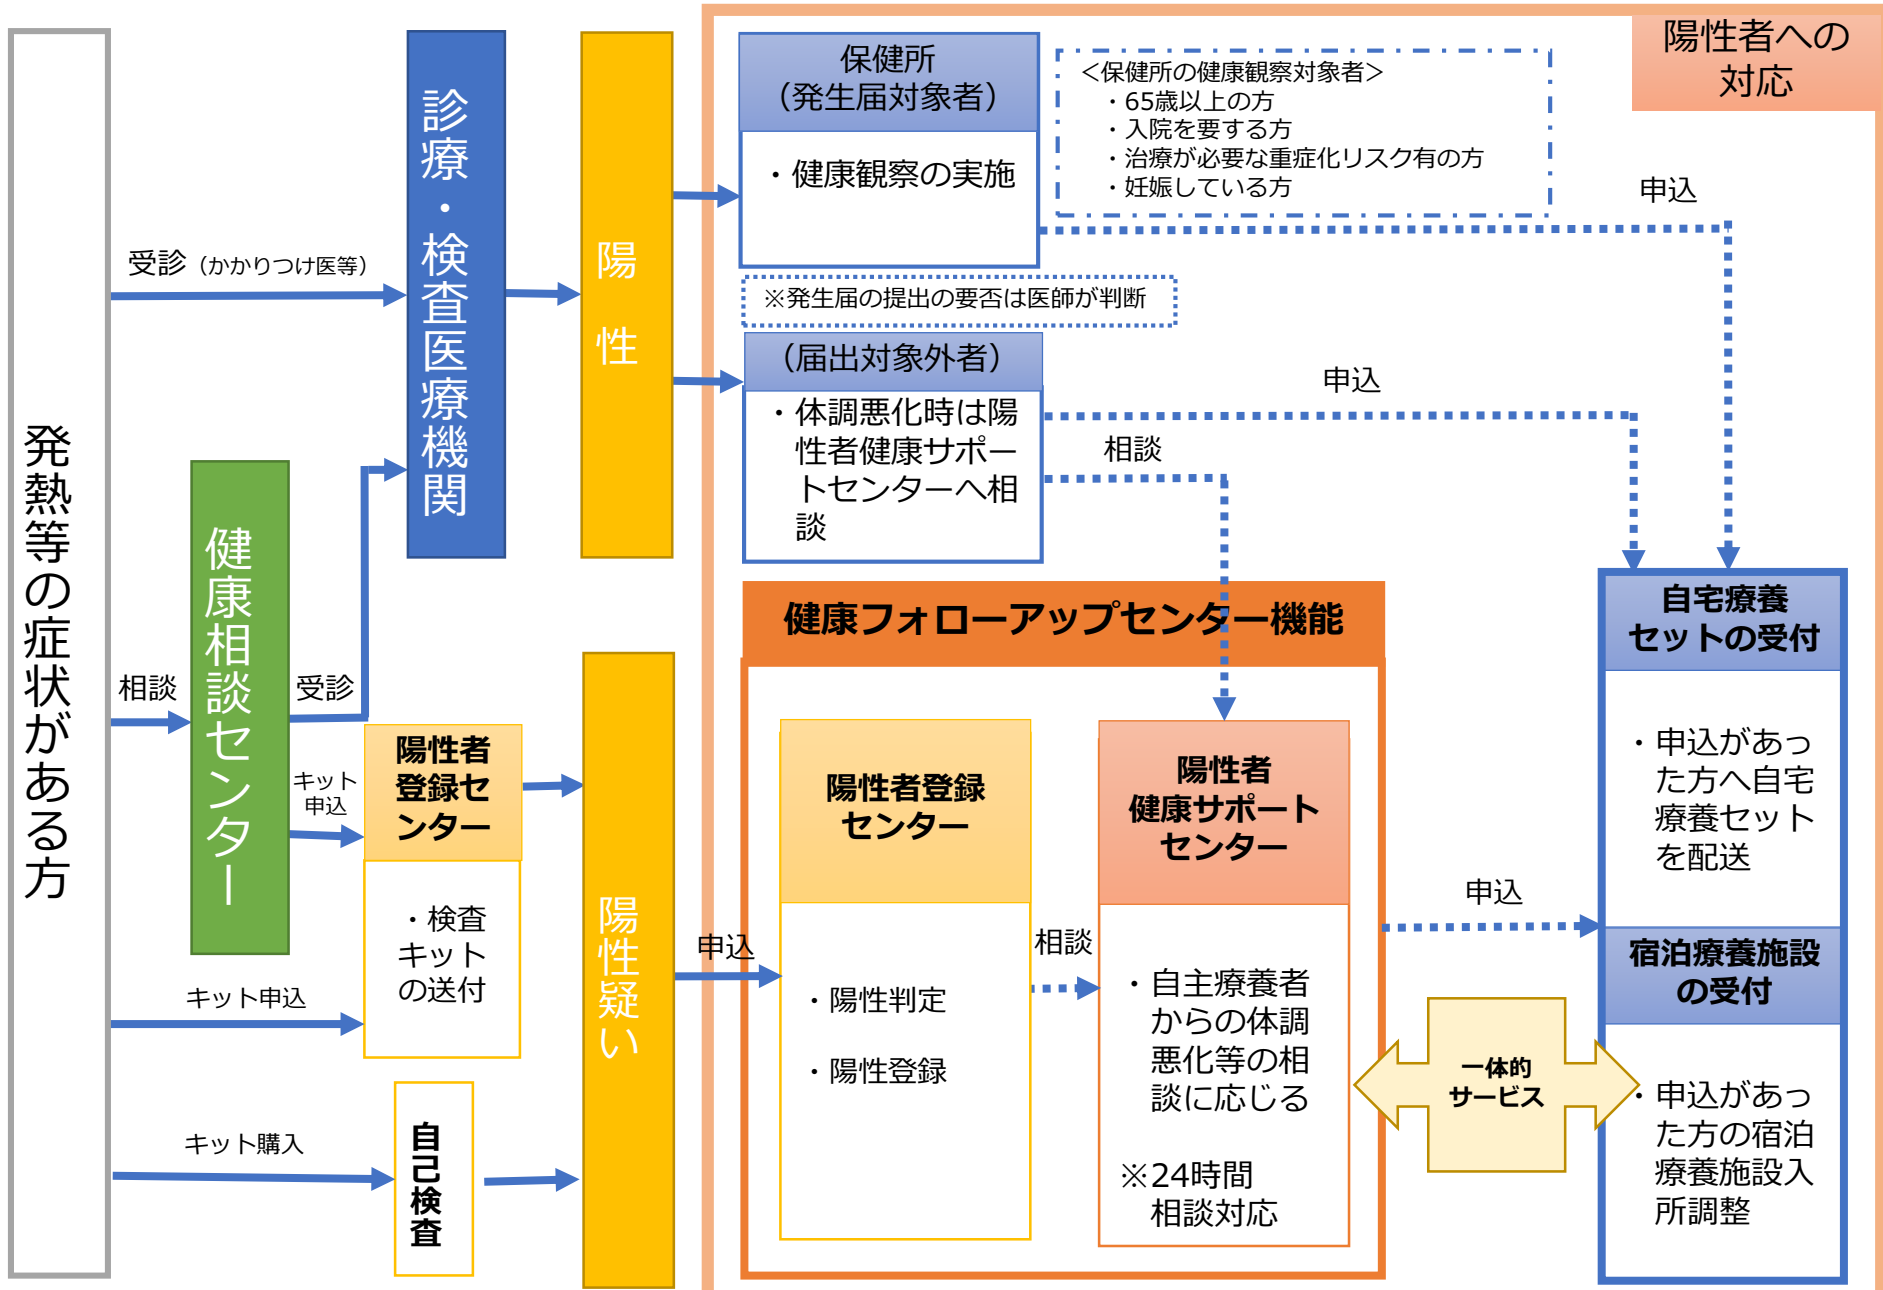 発熱等の症状がある方
受診（かかりつけ医等）
相談
健康相談センター
受診
キット
申込
キット申込
キット購入
診療・検査医療機関
陽性者
登録セ
ンター
・検査
キット
の送付
自己検査
陽性
陽性疑い
申込
陽性者への
対応
保健所
（発生届対象者）
・健康観察の実施
＜保健所の健康観察対象者＞
・65歳以上の方
・入院を要する方
・治療が必要な重症化リスク有の方
・妊娠している方
申込
※発生届の提出の要否は医師が判断
（届出対象外者）
・体調悪化時は陽
性者健康サポー
トセンターへ相
談
申込
相談
健康フォローアップセンター機能
陽性者登録
センター
・陽性判定
・陽性登録
相談
陽性者
健康サポート
センター
・自主療養者
からの体調
悪化等の相
談に応じる
※24時間
相談対応
申込
一体的
サービス
自宅療養
セットの受付
・申込があっ
た方へ自宅
療養セット
を配送
宿泊療養施設
の受付
・申込があっ
た方の宿泊
療養施設入
所調整